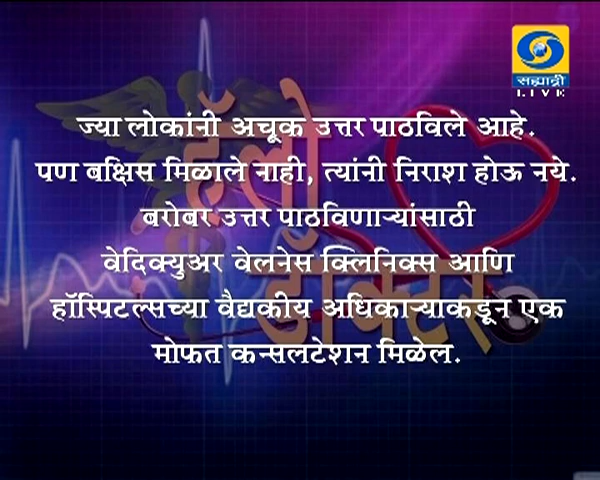 सह्याद्री
LIVE
ज्या लोकांनी अचूक उत्तर पाठविले आहे.
पण बक्षिस मिळाले नाही, त्यांनी निराश होऊ नये.
बरोबर उत्तर पाठविणाऱ्यांसाठी
वेदिक्युअर वेलनेस क्लिनिक्स आणि
हॉस्पिटल्सच्या वैद्यकीय अधिकाऱ्याकडून एक
मोफत कन्सलटेशन मिळेल.
हॅलो
डॉक्टर